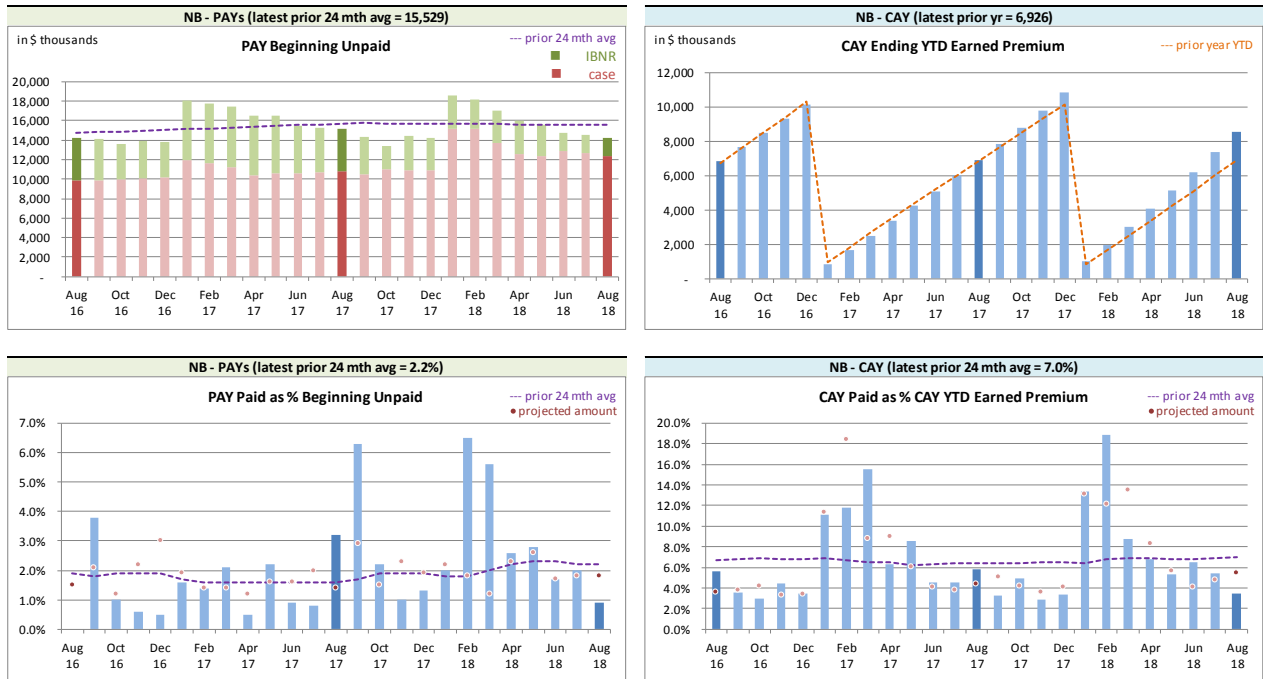 NB - PAYs (latest prior 24 mth avg = 15,529)
in $ thousands
PAY Beginning Unpaid
--- prior 24 mth avg
IBNR
case
20,000
18,000
16,000
14,000
12,000
10,000
8,000
6,000
4,000
2,000
-
Aug Oct Dec Feb Apr Jun Aug Oct Dec Feb Apr Jun Aug
16 16 16 17 17 17 17 17 17 18 18 18 18
NB - CAY (latest prior yr = 6,926)
in $ thousands
CAY Ending YTD Earned Premium
--- prior year YTD
12,000
10,000
8,000
6,000
4,000
2,000
-
Aug Oct Dec Feb Apr Jun Aug Oct Dec Feb Apr Jun Aug
16 16 16 17 17 17 17 17 17 18 18 18 18
NB - PAYs (latest prior 24 mth avg = 2.2%)
PAY Paid as % Beginning Unpaid
--- prior 24 mth avg
projected amount
7.0%
6.0%
5.0%
4.0%
3.0%
2.0%
1.0%
0.0%
Aug Oct Dec Feb Apr Jun Aug Oct Dec Feb Apr Jun Aug
16 16 16 17 17 17 17 17 17 18 18 18 18
NB - CAY (latest prior 24 mth avg = 7.0%)
CAY Paid as % CAY YTD Earned Premium
--- prior 24 mth avg
projected amount
20.0%
18.0%
16.0%
14.0%
12.0%
10.0%
8.0%
6.0%
4.0%
2.0%
0.0%
Aug Oct Dec Feb Apr Jun Aug Oct Dec Feb Apr Jun Aug
16 16 16 17 17 17 17 17 17 18 18 18 18